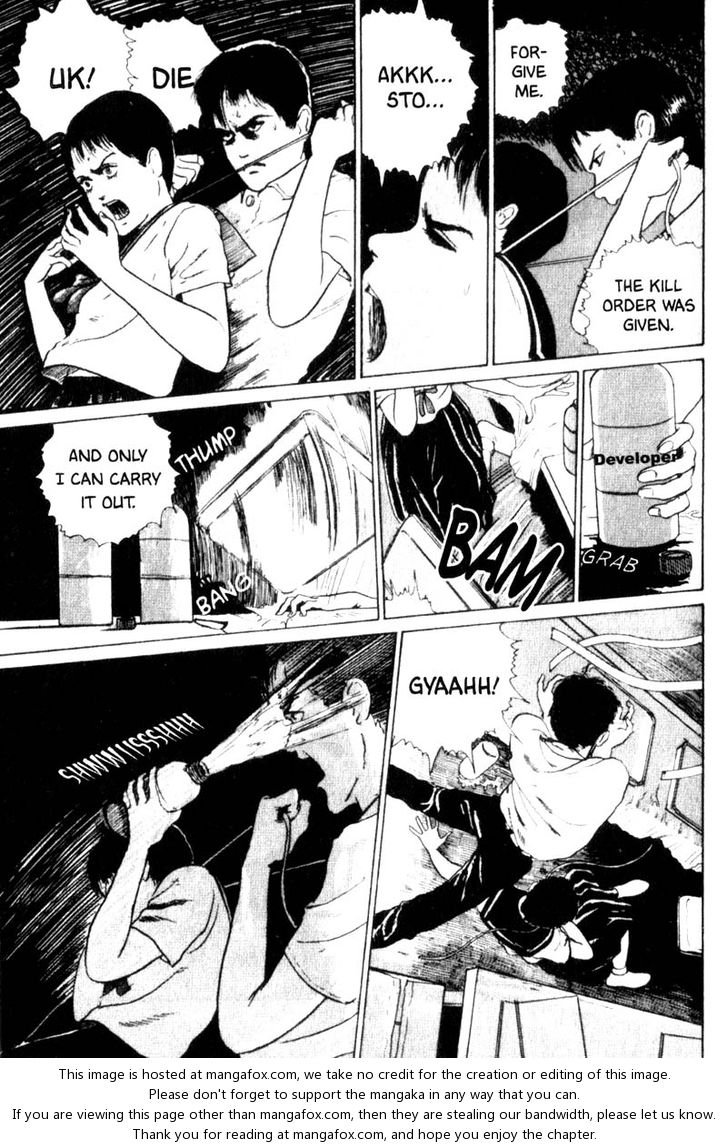 UK!
DIE
AKKK...
STO...
FOR-
GIVE
ME.
THE KILL
ORDER WAS
GIVEN.
AND ONLY
I CAN CARRY
IT OUT.
THUMP
BANG
BAM
Developer
GRAB
SHWWIISSSHHH
GYAAHH!
This image is hosted at mangafox.com, we take no credit for the creation or editing of this image.
Please don't forget to support the mangaka in any way that you can.
If you are viewing this page other than mangafox.com, then they are stealing our bandwidth, please let us know.
Thank you for reading at mangafox.com, and hope you enjoy the chapter.